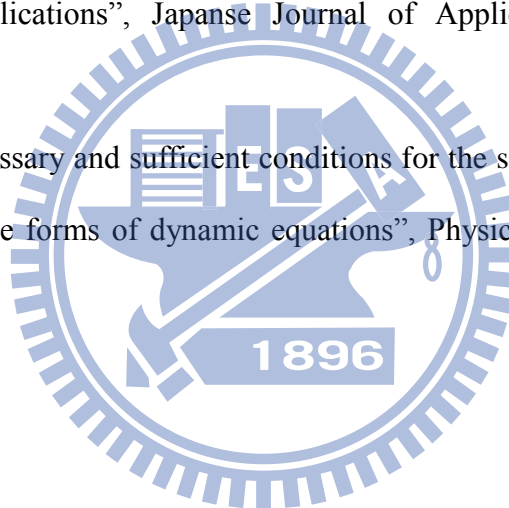 lications”, Japanse Journal of Appli
ssary and sufficient conditions for the s
E S A
e forms of dynamic equations”, Physic
1896